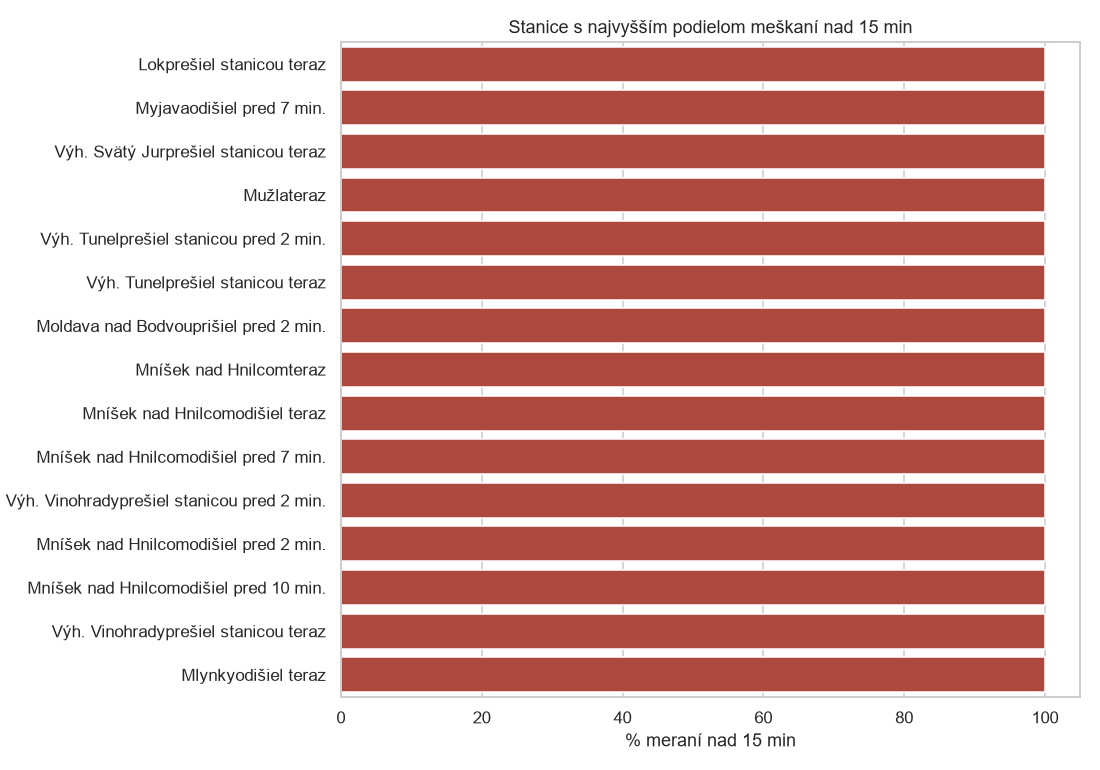 Stanice s najvyšším podielom meškaní nad 15 min
Lokprešiel stanicou teraz
Myjavaodišiel pred 7 min.
Výh. Svätý Jurprešiel stanicou teraz
Mužlateraz
Výh. Tunelprešiel stanicou pred 2 min.
Výh. Tunelprešiel stanicou teraz
Moldava nad Bodvouprišiel pred 2 min.
Mníšek nad Hnilcomteraz
Mníšek nad Hnilcomodišiel teraz
Mníšek nad Hnilcomodišiel pred 7 min.
Výh. Vinohradyprešiel stanicou pred 2 min.
Mníšek nad Hnilcomodišiel pred 2 min.
Mníšek nad Hnilcomodišiel pred 10 min.
Výh. Vinohradyprešiel stanicou teraz
Mlynkyodišiel teraz
0 20 40 60 80 100
% meraní nad 15 min